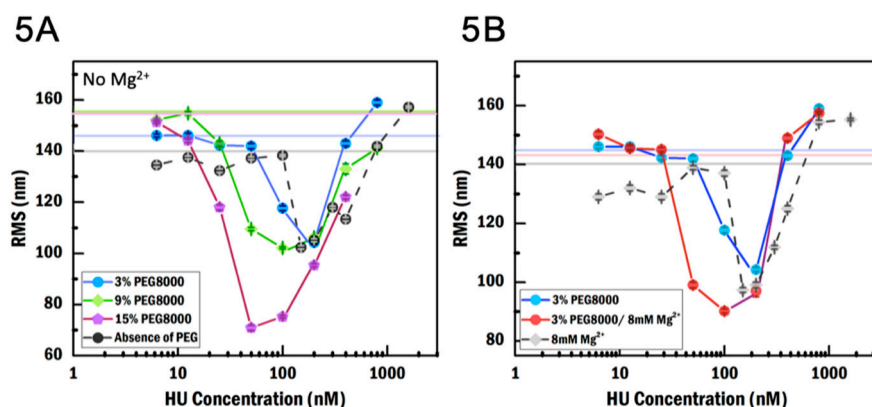 5A
No Mg²⁺
160
140
120
100
80
60
RMS (nm)
3% PEG8000
9% PEG8000
15% PEG8000
Absence of PEG
1 10 100 1000
HU Concentration (nM)
5B
160
140
120
100
80
RMS (nm)
3% PEG8000
3% PEG8000/ 8mM Mg²⁺
8mM Mg²⁺
1 10 100 1000
HU Concentration (nM)